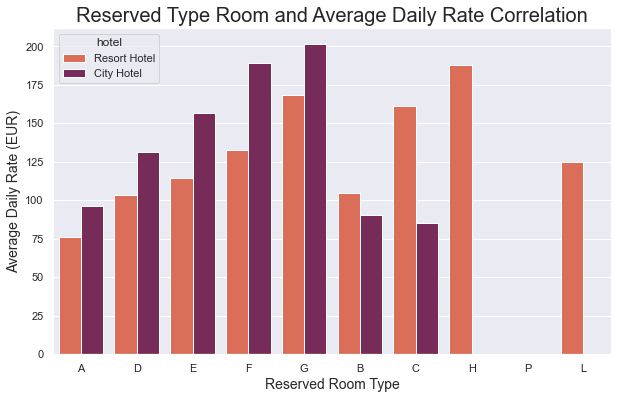 Reserved Type Room and Average Daily Rate Correlation
hotel
Resort Hotel
City Hotel
Average Daily Rate (EUR)
200
175
150
125
100
75
50
25
0
A D E F G B C H P L
Reserved Room Type